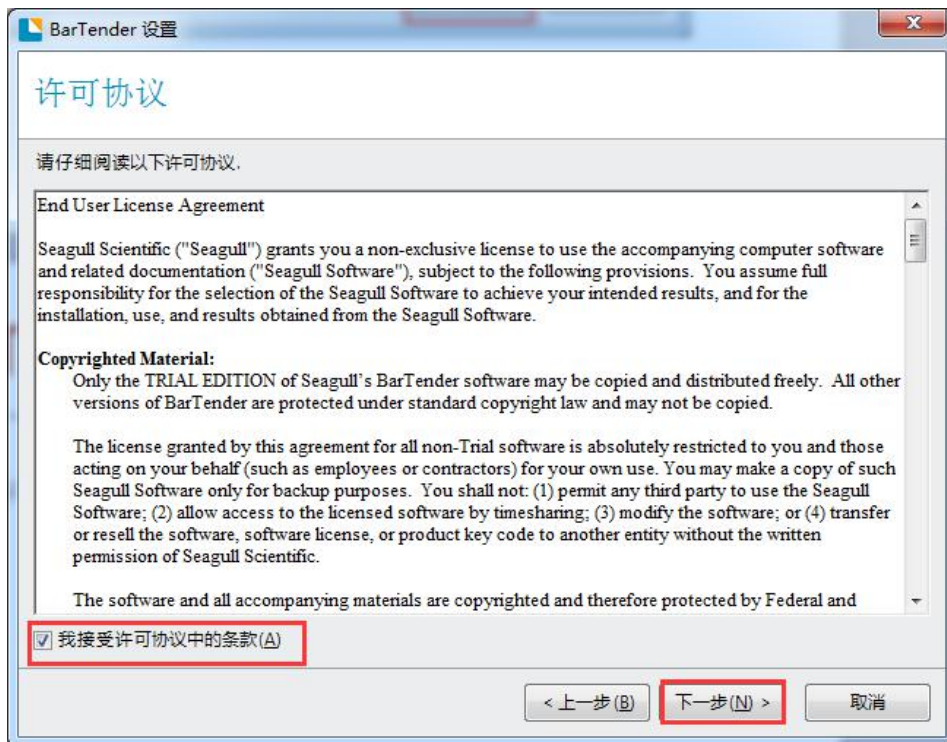 BarTender 设置
许可协议
请仔细阅读以下许可协议.
End User License Agreement
Seagull Scientific ("Seagull") grants you a non-exclusive license to use the accompanying computer software
and related documentation ("Seagull Software"), subject to the following provisions.  You assume full
responsibility for the selection of the Seagull Software to achieve your intended results, and for the
installation, use, and results obtained from the Seagull Software.
Copyrighted Material:
Only the TRIAL EDITION of Seagull's BarTender software may be copied and distributed freely.  All other
versions of BarTender are protected under standard copyright law and may not be copied.
The license granted by this agreement for all non-Trial software is absolutely restricted to you and those
acting on your behalf (such as employees or contractors) for your own use. You may make a copy of such
Seagull Software only for backup purposes.  You shall not: (1) permit any third party to use the Seagull
Software; (2) allow access to the licensed software by timesharing; (3) modify the software; or (4) transfer
or resell the software, software license, or product key code to another entity without the written
permission of Seagull Scientific.
The software and all accompanying materials are copyrighted and therefore protected by Federal and
我接受许可协议中的条款(A)
< 上一步(B)
下一步(N) >
取消